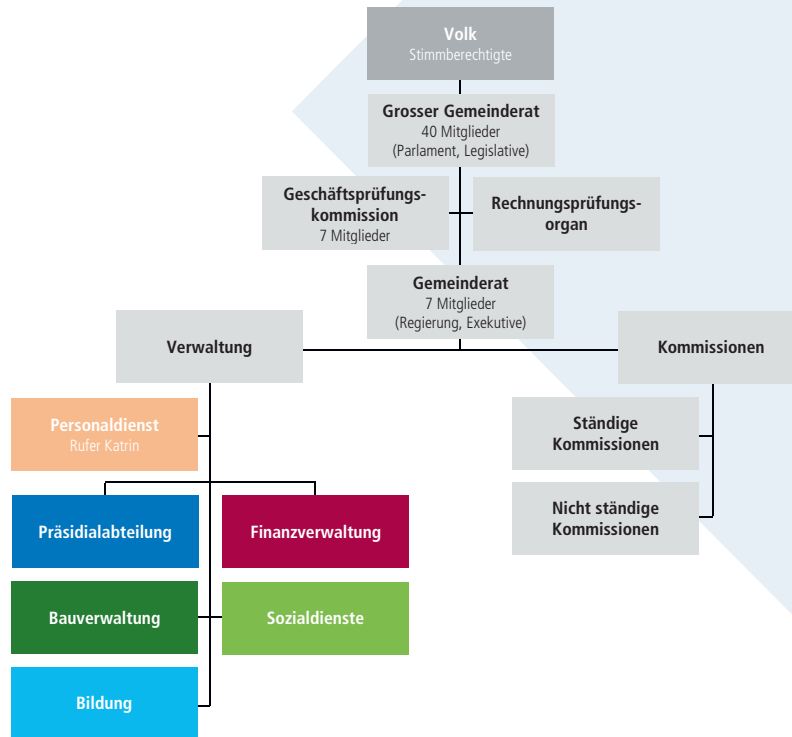 Volk
Stimmberechtigte
Grosser Gemeinderat
40 Mitglieder
(Parlament, Legislative)
Geschäftsprüfungs-
kommission
7 Mitglieder
Rechnungsprüfungs-
organ
Gemeinderat
7 Mitglieder
(Regierung, Exekutive)
Verwaltung
Kommissionen
Personaldienst
Rufer Katrin
Ständige
Kommissionen
Präsidialabteilung
Finanzverwaltung
Nicht ständige
Kommissionen
Bauverwaltung
Sozialdienste
Bildung